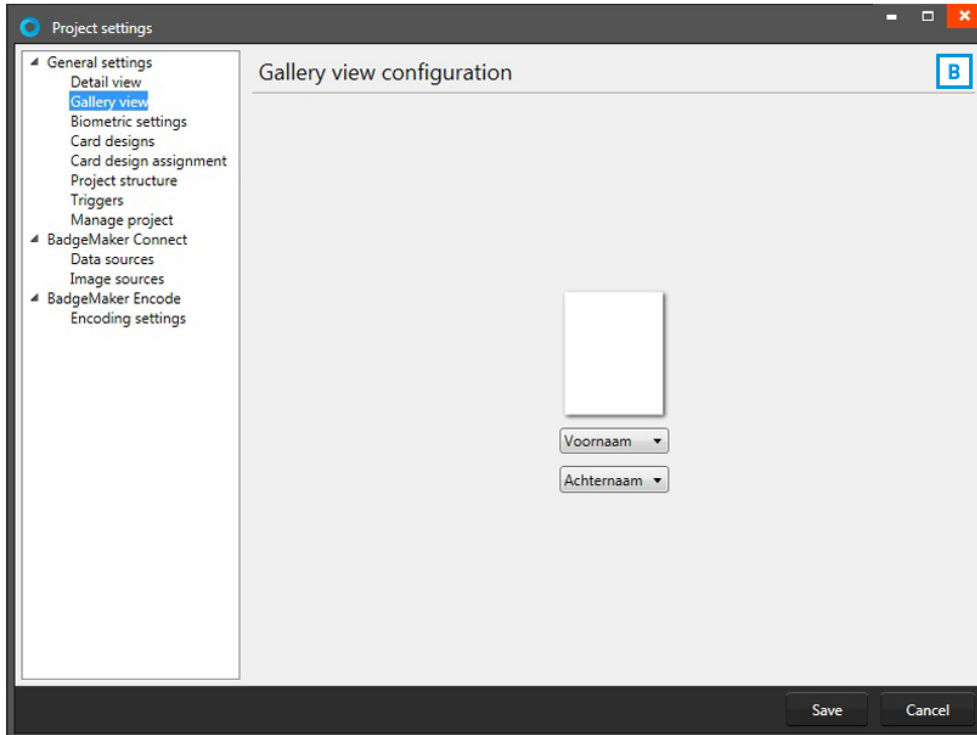 Project settings
General settings
Detail view
Gallery view
Biometric settings
Card designs
Card design assignment
Project structure
Triggers
Manage project
BadgeMaker Connect
Data sources
Image sources
BadgeMaker Encode
Encoding settings
Gallery view configuration
B
Voornaam
Achternaam
Save
Cancel